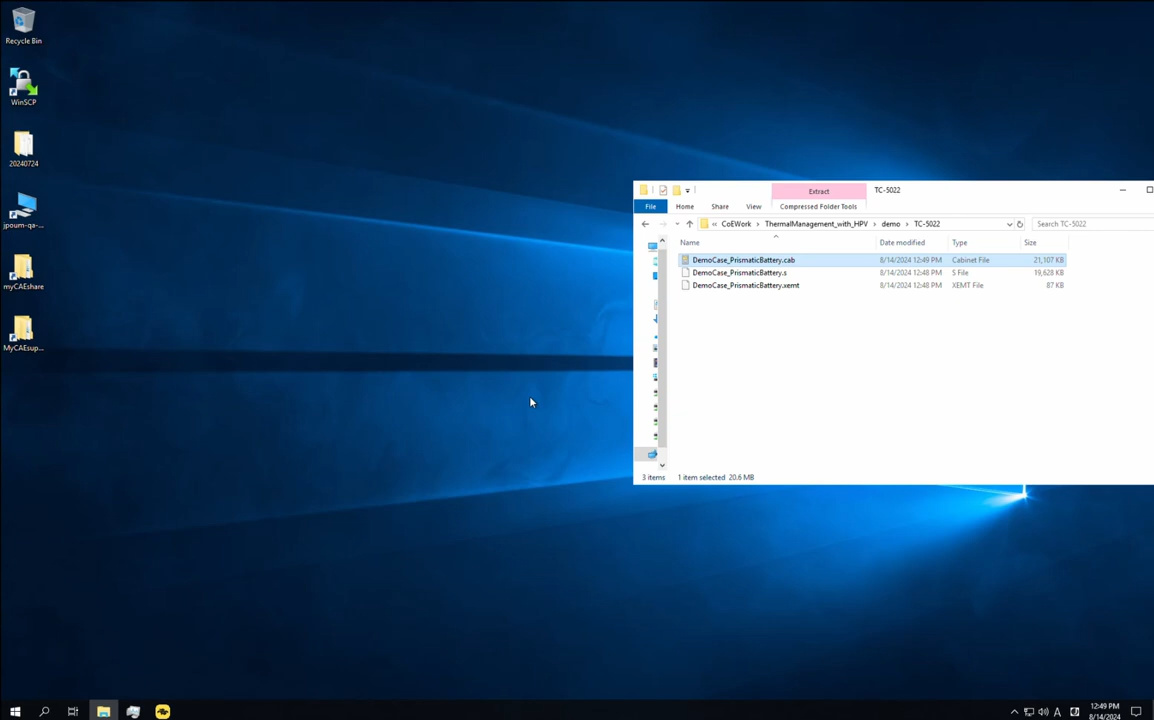 Recycle Bin
WinSCP
20240724
jpoum-qa-...
myCAEshare
MyCAEsup...
Extract
TC-5022
File
Home
Share
View
Compressed Folder Tools
« CoEWork > ThermalManagement_with_HPV > demo > TC-5022
Search TC-5022
Name
Date modified
Type
Size
DemoCase_PrismaticBattery.cab 8/14/2024 12:49 PM Cabinet File 21,107 KB
DemoCase_PrismaticBattery.s 8/14/2024 12:48 PM S File 19,628 KB
DemoCase_PrismaticBattery.xemt 8/14/2024 12:48 PM XEMT File 87 KB
3 items
1 item selected 20.6 MB
A
12:49 PM
8/14/2024